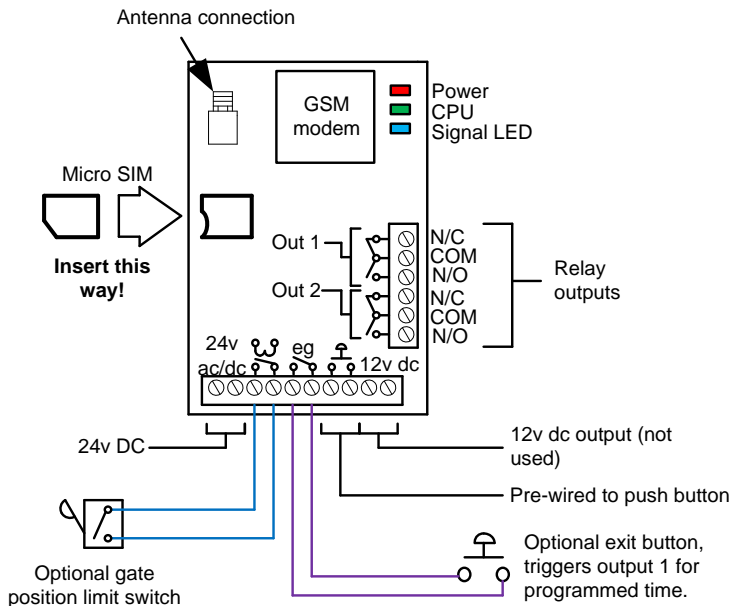 Antenna connection
GSM
modem
Power
CPU
Signal LED
Micro SIM
Insert this
way!
Out 1
Out 2
N/C
COM
N/O
N/C
COM
N/O
Relay
outputs
24v
ac/dc
eg
12v dc
24v DC
12v dc output (not
used)
Pre-wired to push button
Optional gate
position limit switch
Optional exit button,
triggers output 1 for
programmed time.